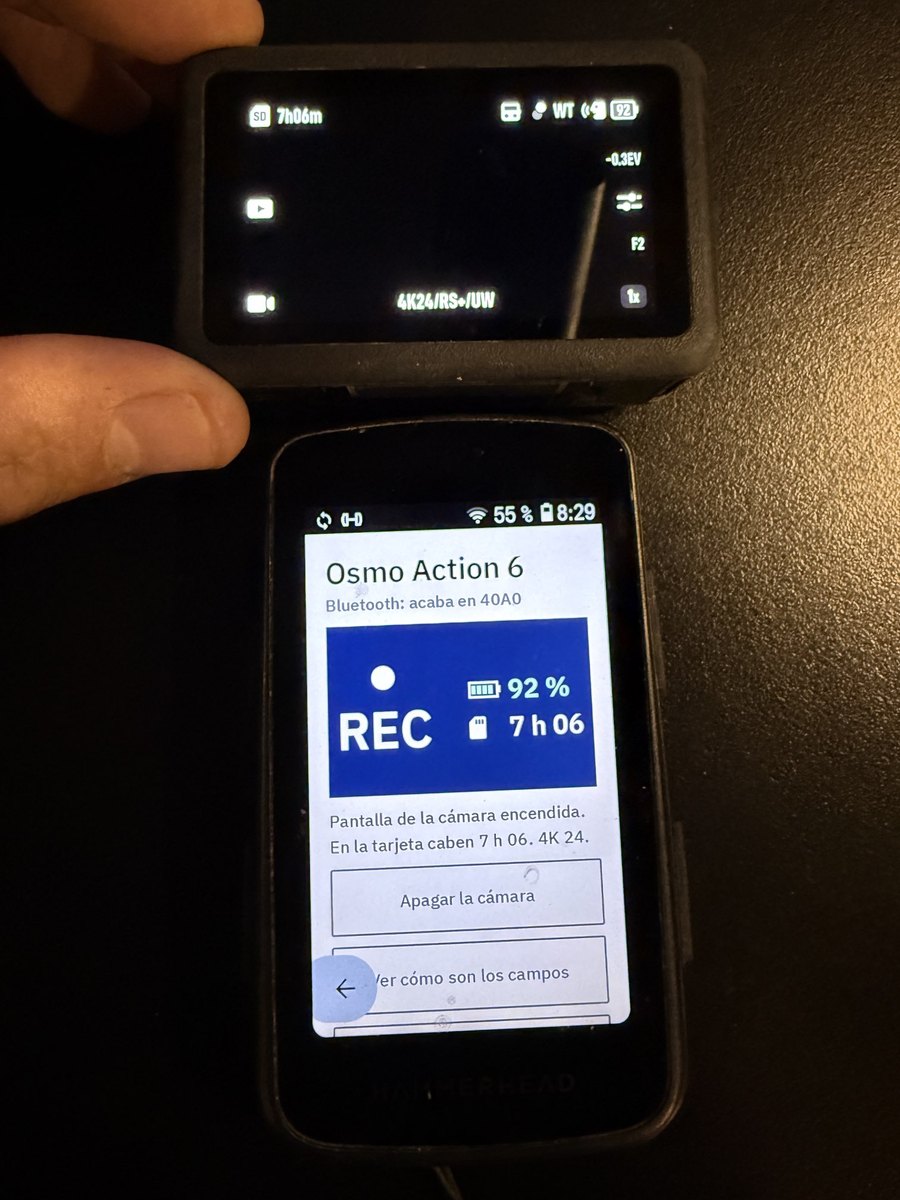 SD 7h06m WT 92
-0.3EV
F2
4K24/RS+/UW 1x
55 % 8:29
Osmo Action 6
Bluetooth: acaba en 40A0
REC 92 %
7 h 06
Pantalla de la cámara encendida.
En la tarjeta caben 7 h 06. 4K 24.
Apagar la cámara
Ver cómo son los campos
HAMMERHEAD